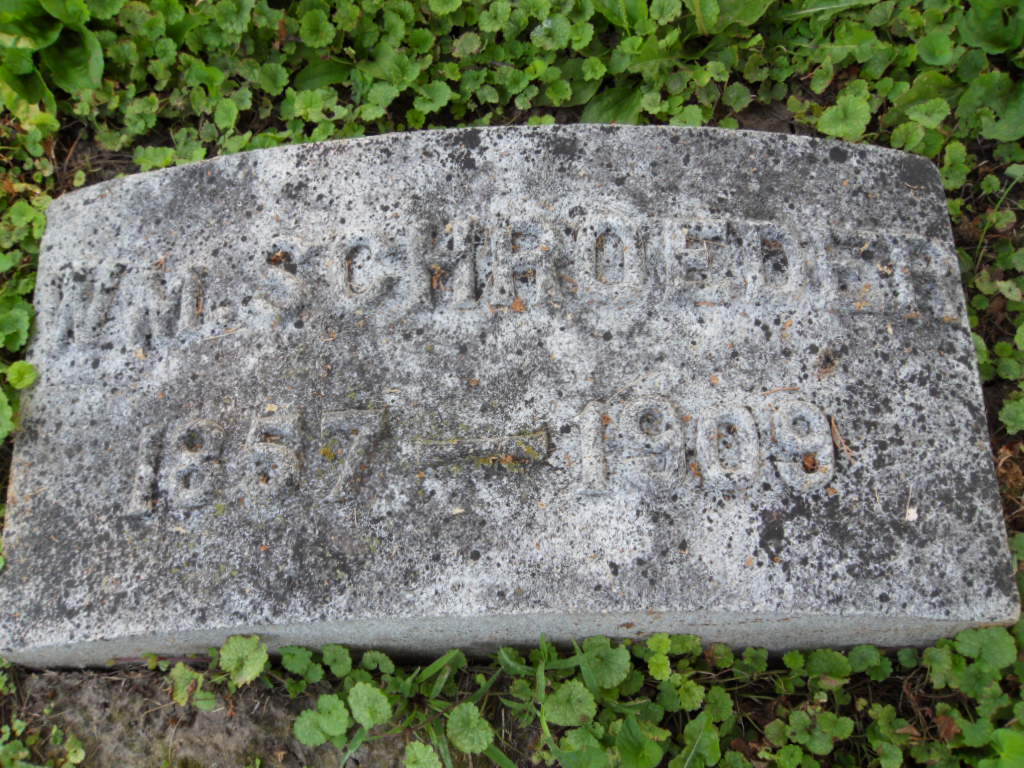 WM. SCHROEDER
1857 — 1909